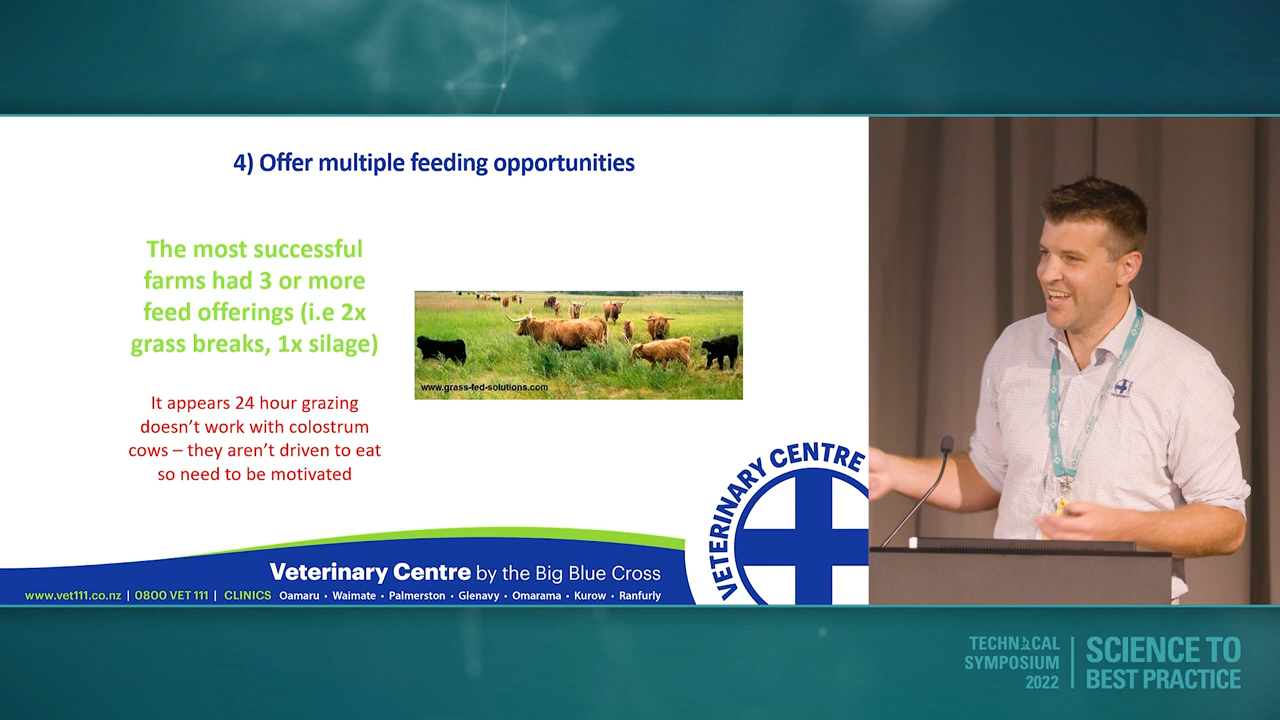 4) Offer multiple feeding opportunities
The most successful
farms had 3 or more
feed offerings (i.e 2x
grass breaks, 1x silage)
It appears 24 hour grazing
doesn’t work with colostrum
cows – they aren’t driven to eat
so need to be motivated
www.grass-fed-solutions.com
VETERINARY CENTRE
Veterinary Centre by the Big Blue Cross
www.vet111.co.nz | 0800 VET 111 | CLINICS Oamaru • Waimate • Palmerston • Glenavy • Omarama • Kurow • Ranfurly
TECHNICAL
SYMPOSIUM
2022
SCIENCE TO
BEST PRACTICE